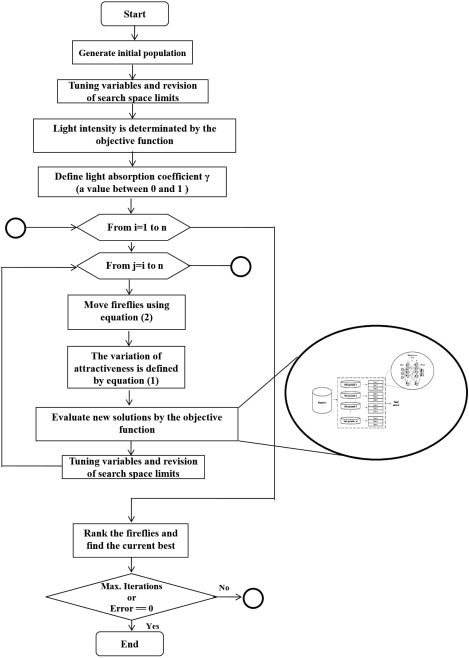 Start
Generate initial population
Tuning variables and revision
of search space limits
Light intensity is determined by the
objective function
Define light absorption coefficient γ
(a value between 0 and 1 )
From i=1 to n
From j=i to n
Move fireflies using
equation (2)
The variation of
attractiveness is defined
by equation (1)
Evaluate new solutions by the objective
function
Tuning variables and revision
of search space limits
Rank the fireflies and
find the current best
Max. Iterations
or
Error == 0
No
Yes
End